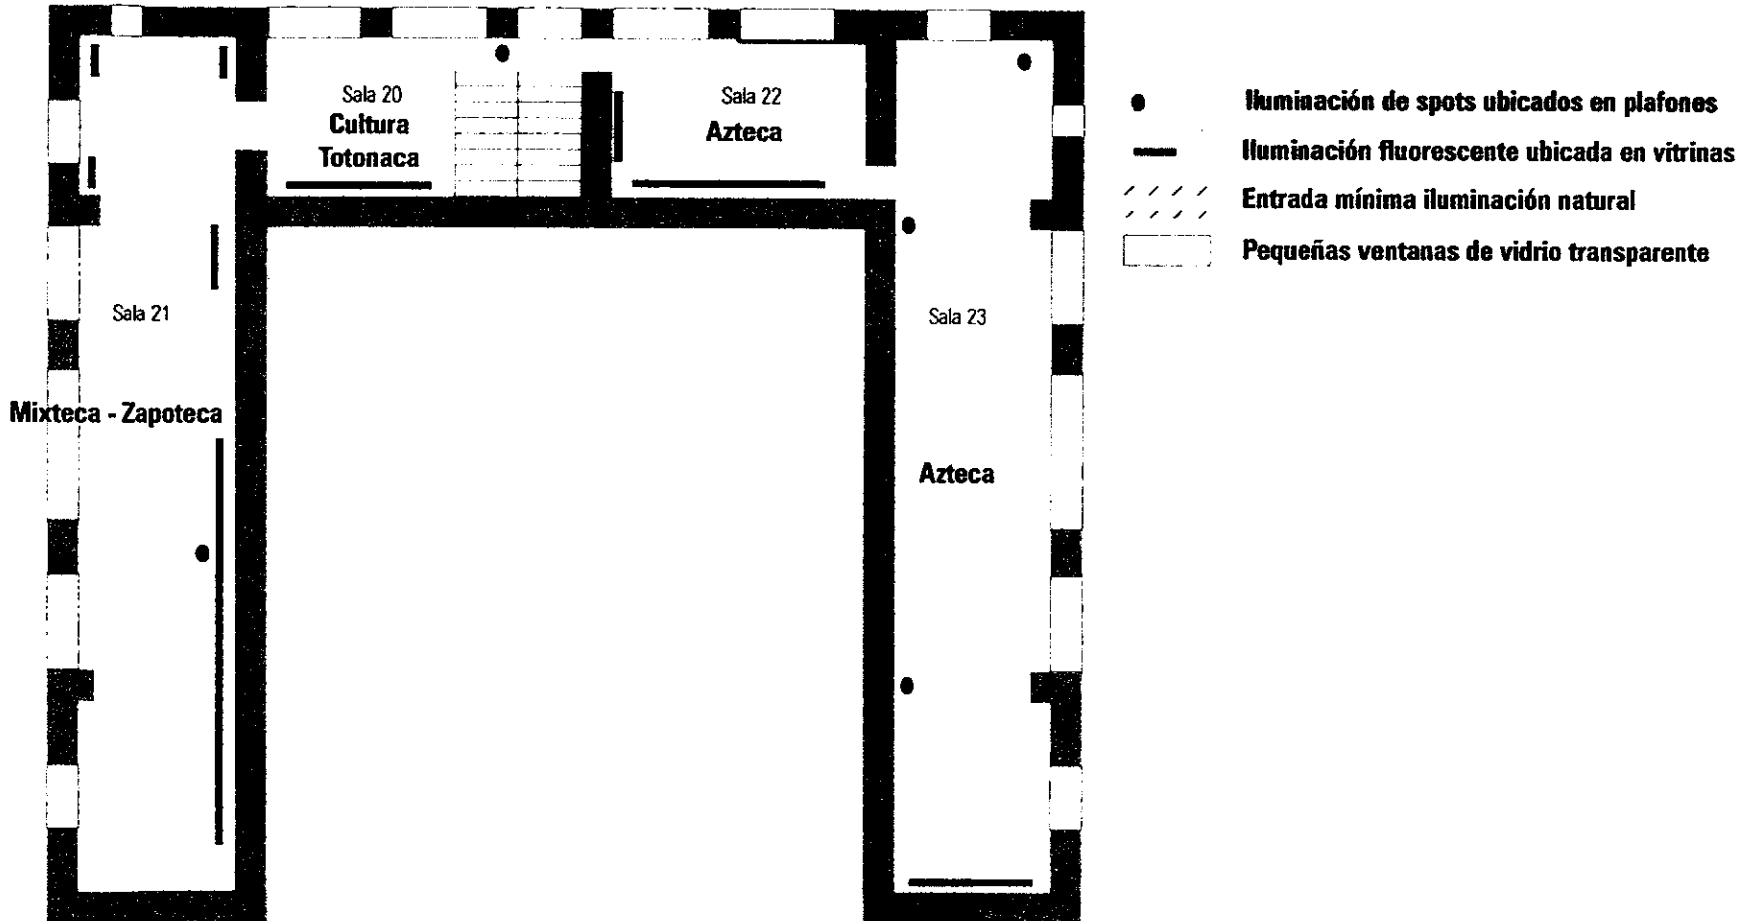 Sala 20
Cultura
Totonaca
Sala 22
Azteca
Sala 21
Mixteca - Zapoteca
Sala 23
Azteca
Iluminación de spots ubicados en plafones
Iluminación fluorescente ubicada en vitrinas
Entrada mínima iluminación natural
Pequeñas ventanas de vidrio transparente